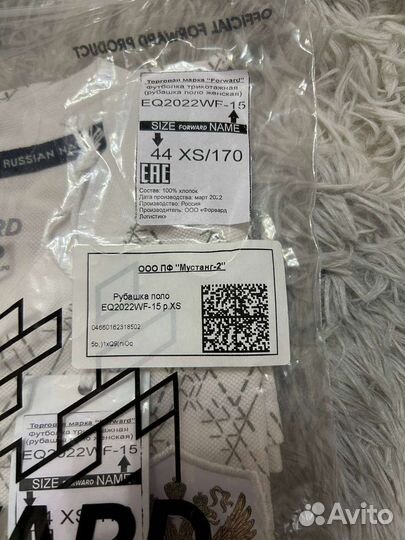 OFFICIAL FORWARD PRODUCT
Торговая марка "Forward"
Футболка трикотажная
(рубашка поло женская)
EQ2022WF-15
SIZE FORWARD NAME
44 XS/170
EAC
Состав: 100% хлопок
Дата производства: март 2022
Производство: Россия
Производитель: ООО «Форвард
Логистик»
RUSSIAN NA
ООО ПФ "Мустанг-2"
Рубашка поло
EQ2022WF-15 р.XS
04660162318502
Торговая марка "Forward"
Футболка трикотажная
(рубашка поло женская)
EQ2022WF-15
SIZE FORWARD NAME
44 XS
ARD
Avito